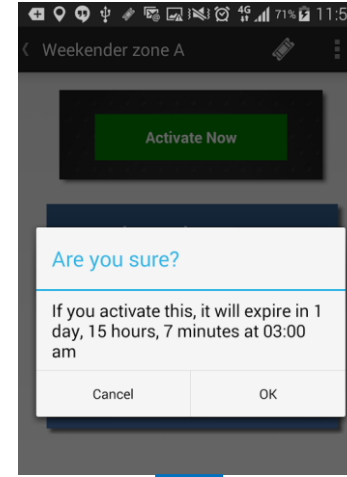 4G 71% 11:5
Weekender zone A
Activate Now
Are you sure?
If you activate this, it will expire in 1
day, 15 hours, 7 minutes at 03:00
am
Cancel
OK